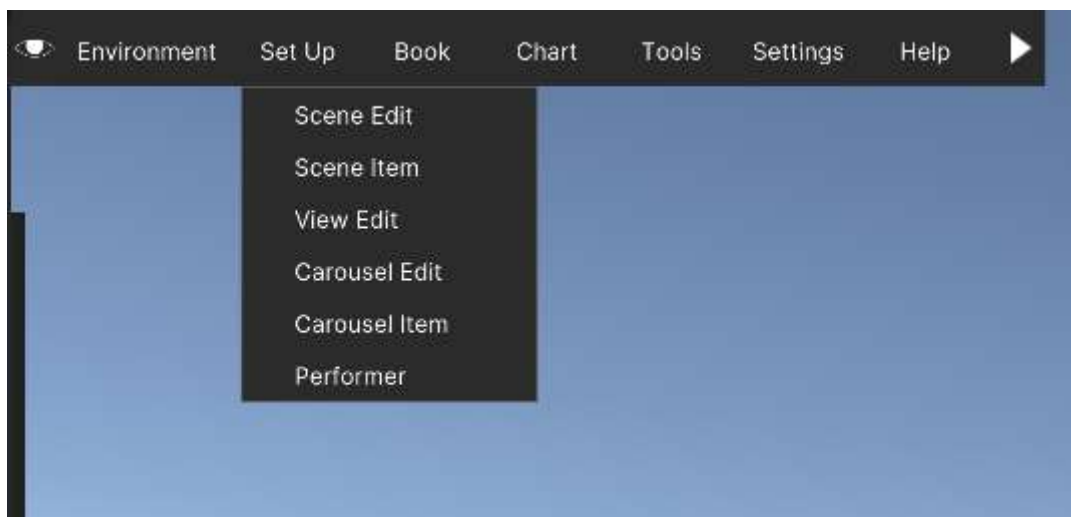 Environment Set Up Book Chart Tools Settings Help
Scene Edit
Scene Item
View Edit
Carousel Edit
Carousel Item
Performer